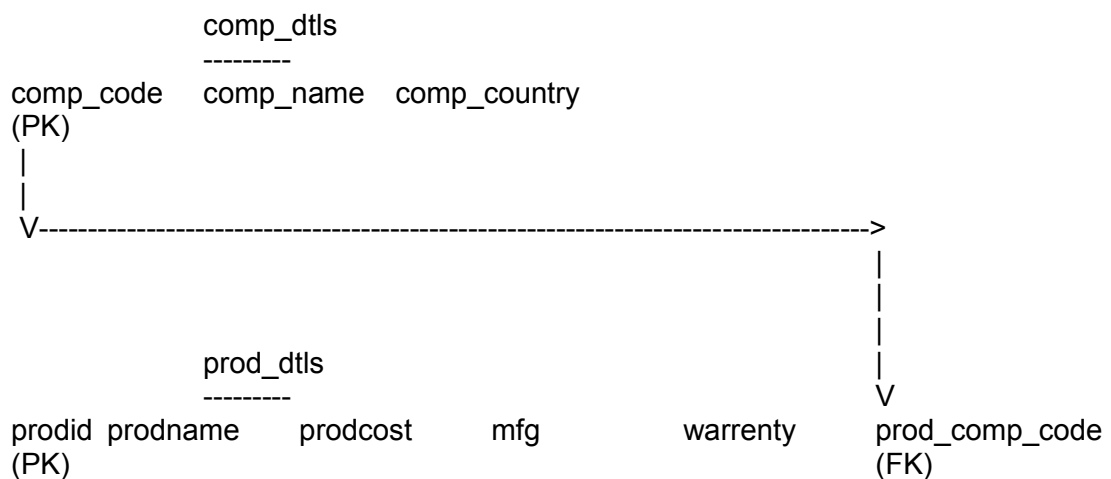 comp_dtls
---------
comp_code comp_name comp_country
(PK)
|
|
V------------------------------------------------------------------------------------->
|
|
|
|
prod_dtls
---------
V
prodid prodname prodcost mfg warrenty prod_comp_code
(PK) (FK)